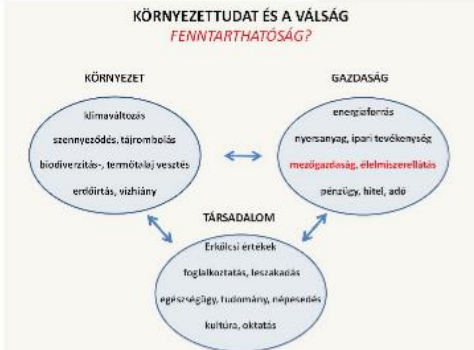 KÖRNYEZETTUDAT ÉS A VÁLSÁG
FENNTARTHATÓSÁG?
KÖRNYEZET
klímaváltozás
szennyeződés, tájrombolás
biodiverzitás-, termőtalaj vesztés
erdőirtás, vízhiány
GAZDASÁG
energiaforrás
nyersanyag, ipari tevékenység
mezőgazdaság, élelmiszerellátás
pénzügy, hitel, adó
TÁRSADALOM
Erkölcsi értékek
foglalkoztatás, leszakadás
egészségügy, tudomány, népesedés
kultúra, oktatás